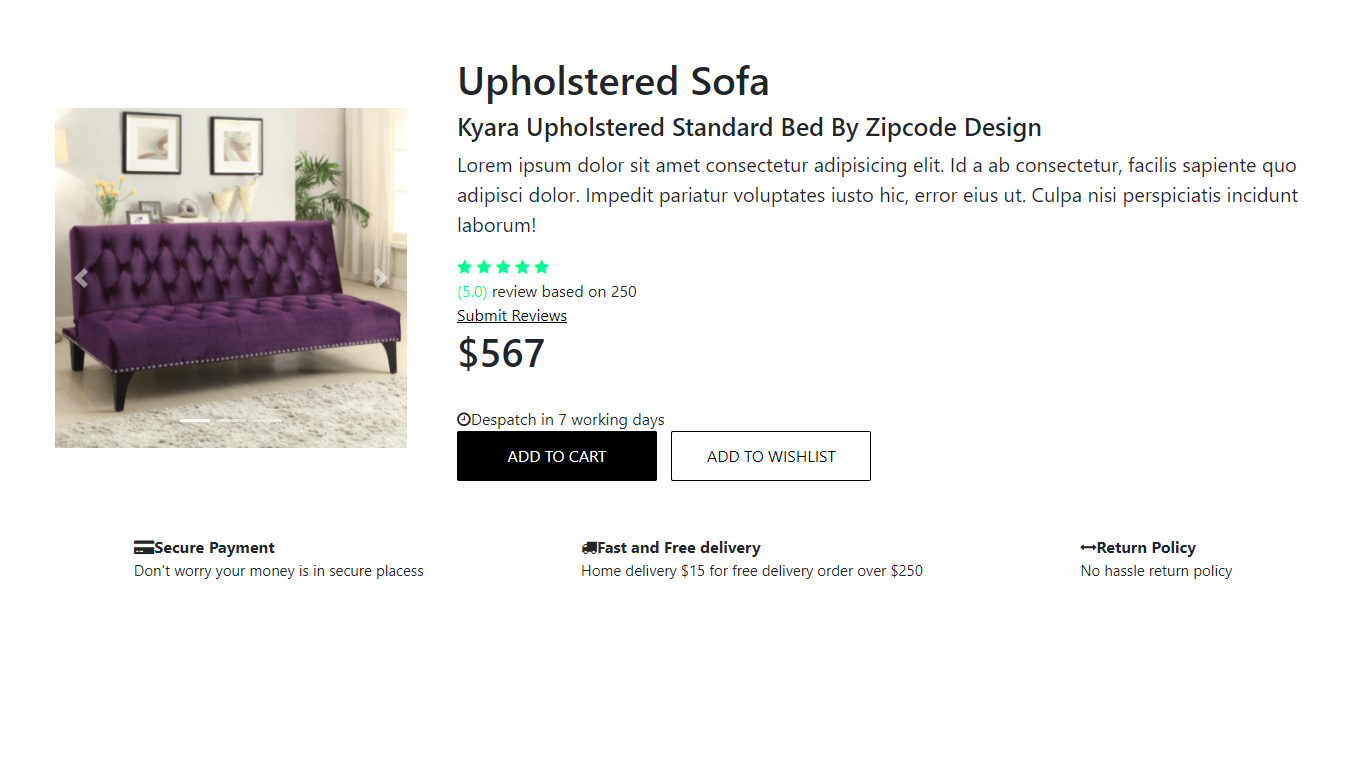 Upholstered Sofa
Kyara Upholstered Standard Bed By Zipcode Design
Lorem ipsum dolor sit amet consectetur adipisicing elit. Id a ab consectetur, facilis sapiente quo
adipisci dolor. Impedit pariatur voluptates iusto hic, error eius ut. Culpa nisi perspiciatis incidunt
laborum!
(5.0) review based on 250
Submit Reviews
$567
Despatch in 7 working days
ADD TO CART
ADD TO WISHLIST
Secure Payment
Don't worry your money is in secure placess
Fast and Free delivery
Home delivery $15 for free delivery order over $250
Return Policy
No hassle return policy